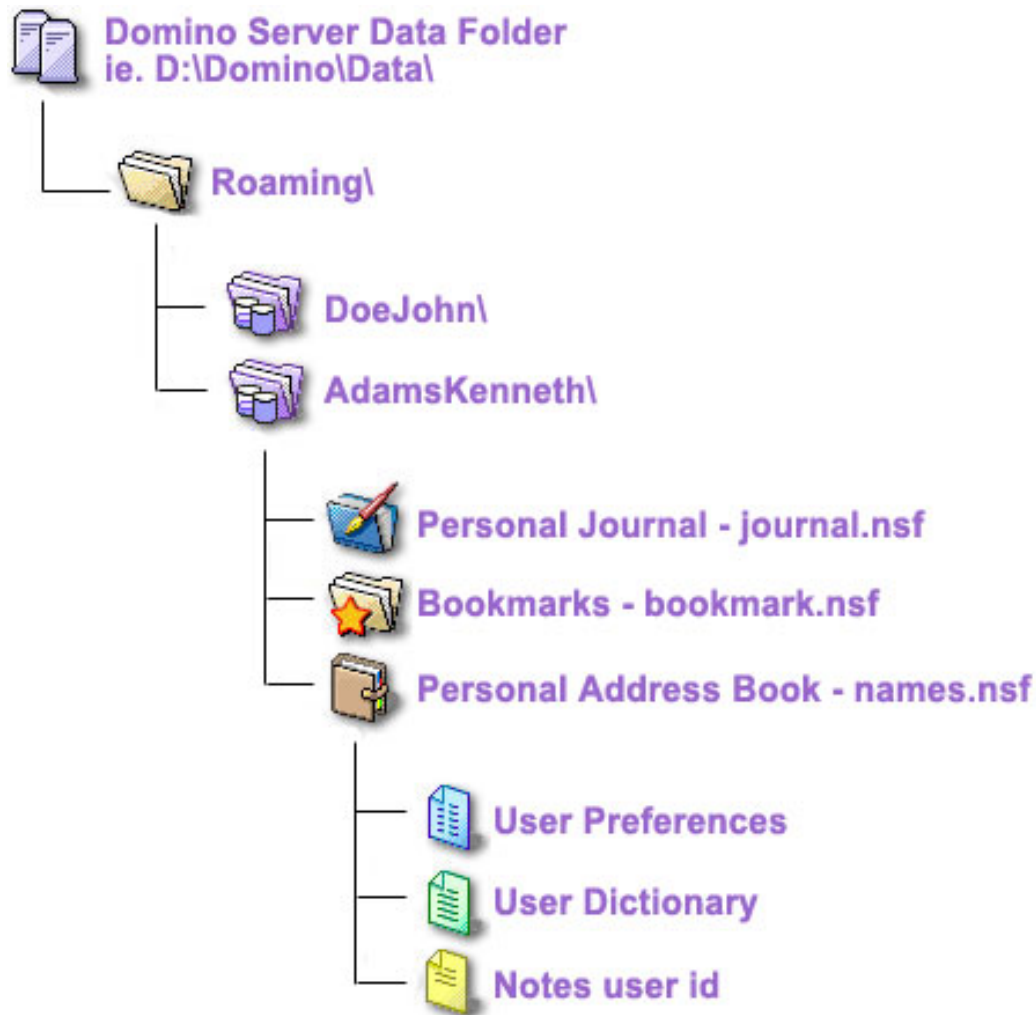 Domino Server Data Folder
ie. D:\Domino\Data\
Roaming\
DoeJohn\
AdamsKenneth\
Personal Journal - journal.nsf
Bookmarks - bookmark.nsf
Personal Address Book - names.nsf
User Preferences
User Dictionary
Notes user id